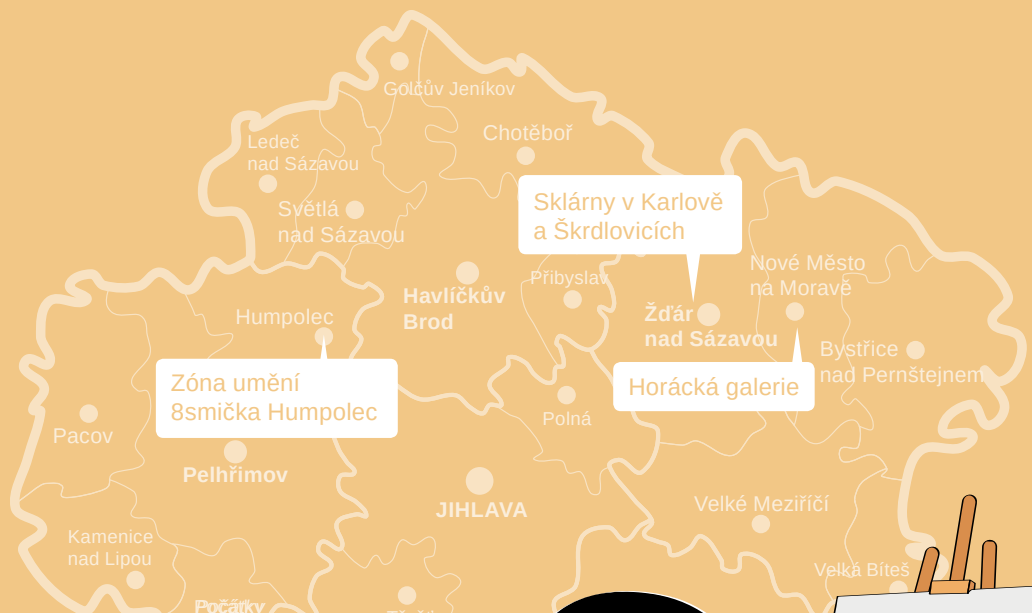 Golčův Jeníkov
Chotěboř
Ledeč
nad Sázavou
Sklárny v Karlově
a Škrdlovicích
Světlá
nad Sázavou
Nové Město
na Moravě
Přibyslav
Havlíčkův
Brod
Žďár
nad Sázavou
Humpolec
Bystřice
nad Pernštejnem
Zóna umění
8smička Humpolec
Horácká galerie
Polná
Pacov
Pelhřimov
JIHLAVA
Velké Meziříčí
Kamenice
nad Lipou
Velká Bíteš
Počátky